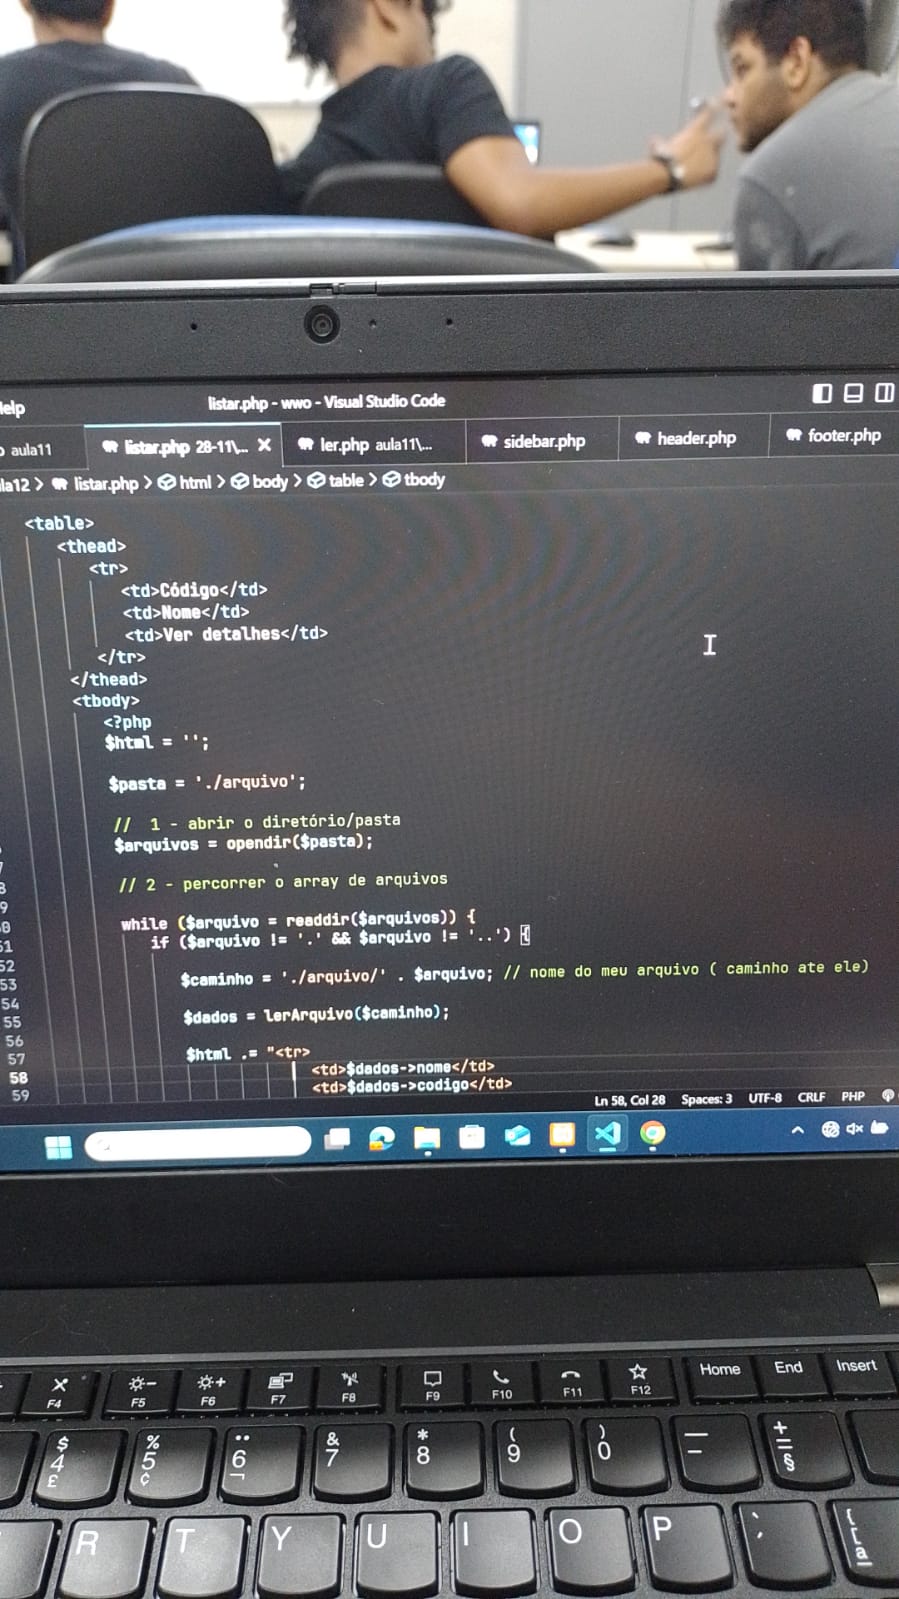 Help
listar.php - wwo - Visual Studio Code
aula11
listar.php 28-11\...
ler.php aula11\...
sidebar.php
header.php
footer.php
la12 > listar.php > html > body > table > tbody
<table>
<thead>
<tr>
<td>Código</td>
<td>Nome</td>
<td>Ver detalhes</td>
</tr>
</thead>
<tbody>
<?php
$html = '';
$pasta = './arquivo';
// 1 - abrir o diretório/pasta
$arquivos = opendir($pasta);
// 2 - percorrer o array de arquivos
while ($arquivo = readdir($arquivos)) {
if ($arquivo != '.' && $arquivo != '..') {
$caminho = './arquivo/' . $arquivo; // nome do meu arquivo ( caminho ate ele)
$dados = lerArquivo($caminho);
$html .= "<tr>
<td>$dados->nome</td>
<td>$dados->codigo</td>
7
8
9
0
51
52
53
54
55
56
57
58
59
Ln 58, Col 28 Spaces: 3 UTF-8 CRLF PHP
F4 F5 F6 F7 F8 F9 F10 F11 F12 Home End Insert
$ 4 £
% 5 ¢
6 ¬
& 7
* 8
( 9
) 0
_ -
+ = §
R T Y U I O P
{ [ ª